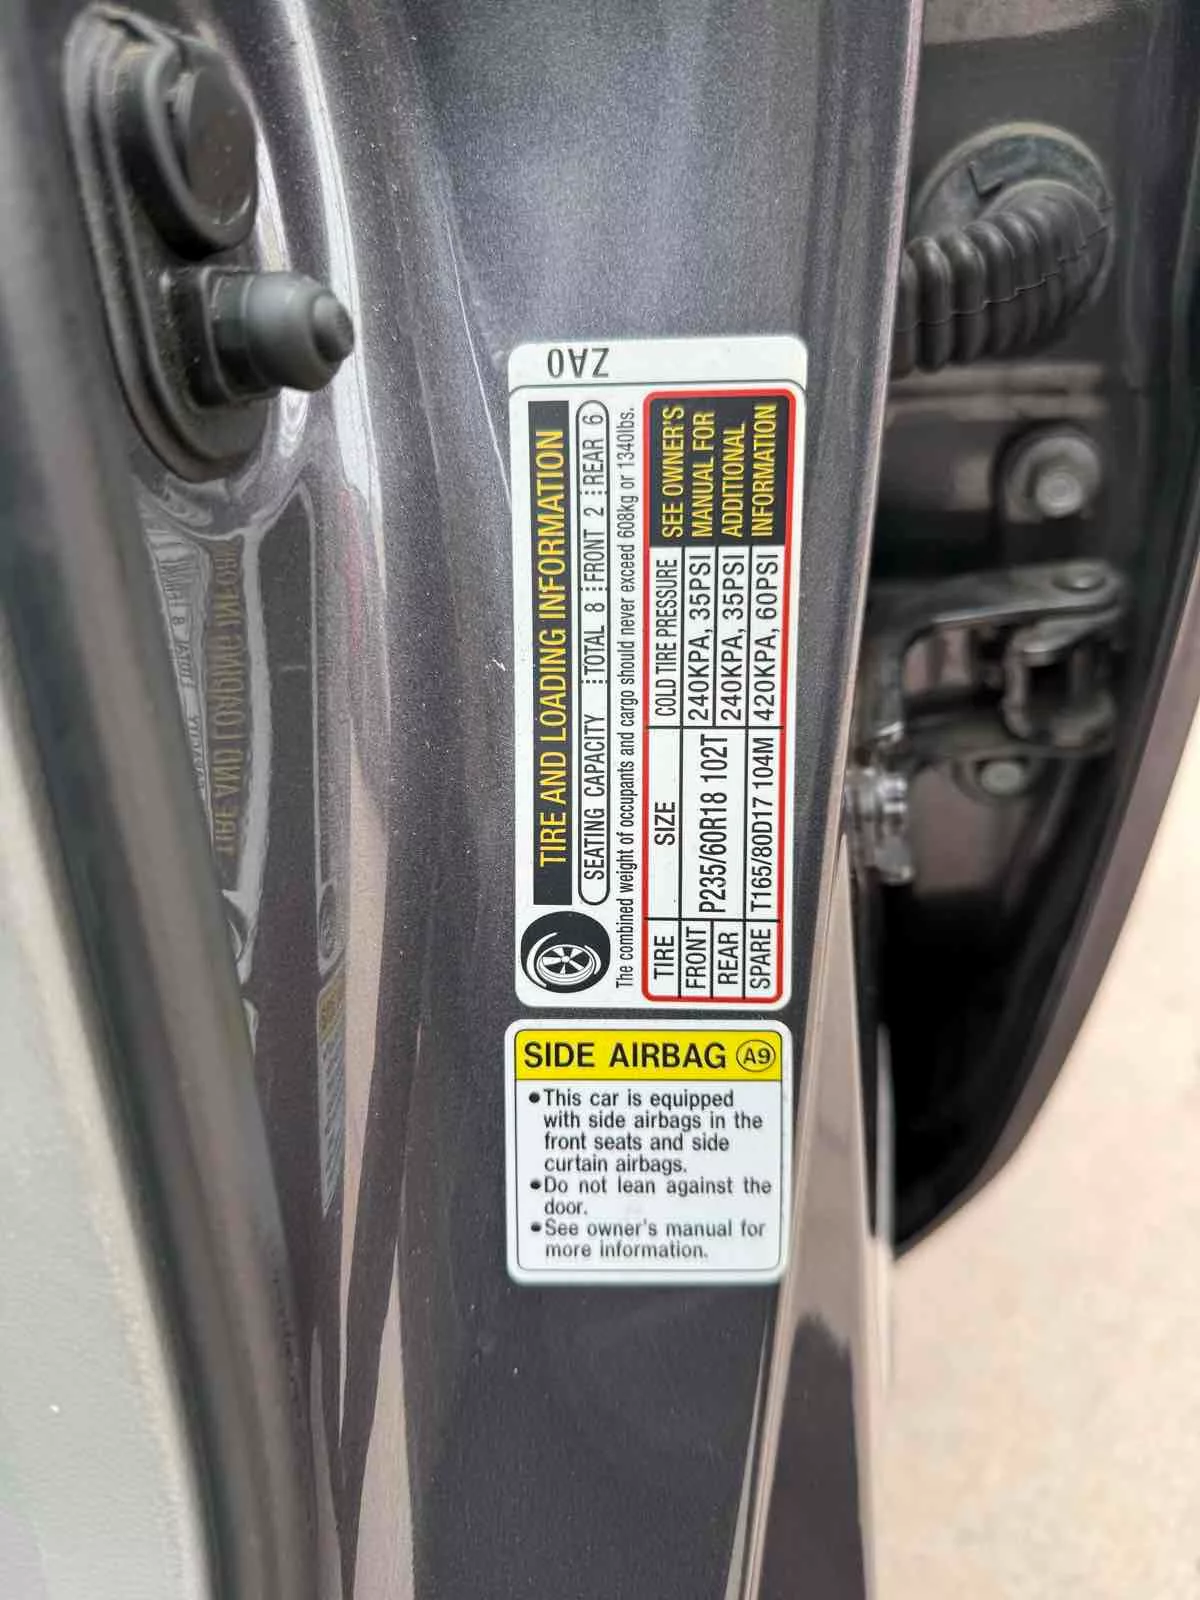 ZA0
TIRE AND LOADING INFORMATION
SEATING CAPACITY TOTAL 8 FRONT 2 REAR 6
The combined weight of occupants and cargo should never exceed 608kg or 1340lbs.
TIRE SIZE COLD TIRE PRESSURE
FRONT P235/60R18 102T 240KPA, 35PSI
REAR 240KPA, 35PSI
SPARE T165/80D17 104M 420KPA, 60PSI
SEE OWNER'S
MANUAL FOR
ADDITIONAL
INFORMATION
SIDE AIRBAG A9
•This car is equipped
with side airbags in the
front seats and side
curtain airbags.
•Do not lean against the
door.
•See owner's manual for
more information.